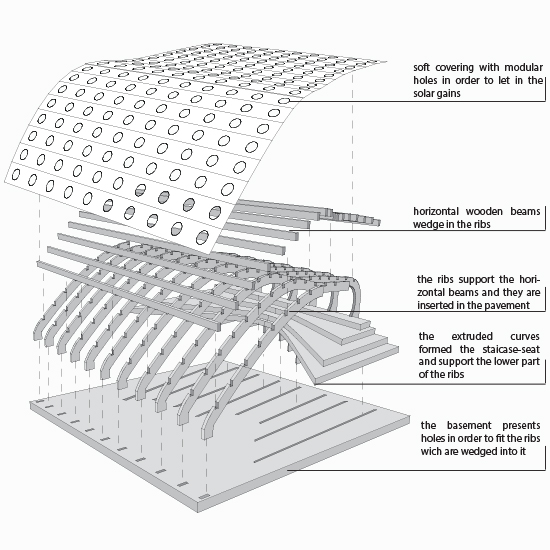 soft covering with modular
holes in order to let in the
solar gains
horizontal wooden beams
wedge in the ribs
the ribs support the hori-
zontal beams and they are
inserted in the pavement
the extruded curves
formed the staicase-seat
and support the lower part
of the ribs
the basement presents
holes in order to fit the ribs
wich are wedged into it